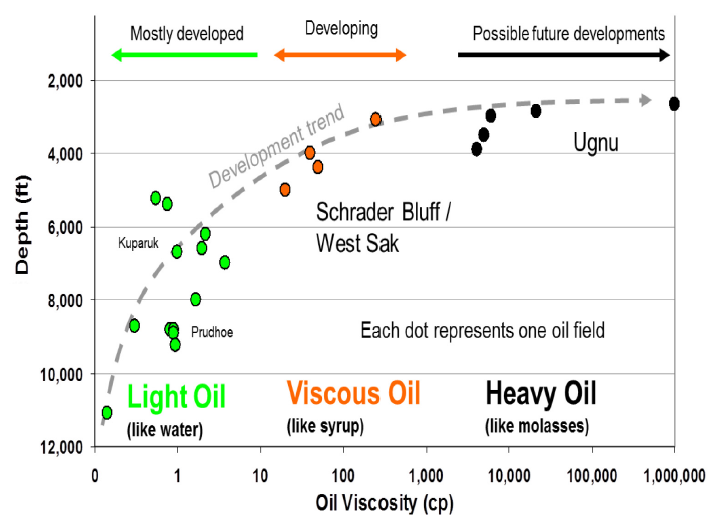 Mostly developed
Developing
Possible future developments
2,000
4,000
6,000
8,000
10,000
12,000
Depth (ft)
Development trend
Ugnu
Schrader Bluff /
West Sak
Kuparuk
Prudhoe
Each dot represents one oil field
Light Oil
(like water)
Viscous Oil
(like syrup)
Heavy Oil
(like molasses)
0
1
10
100
1,000
10,000
100,000
1,000,000
Oil Viscosity (cp)